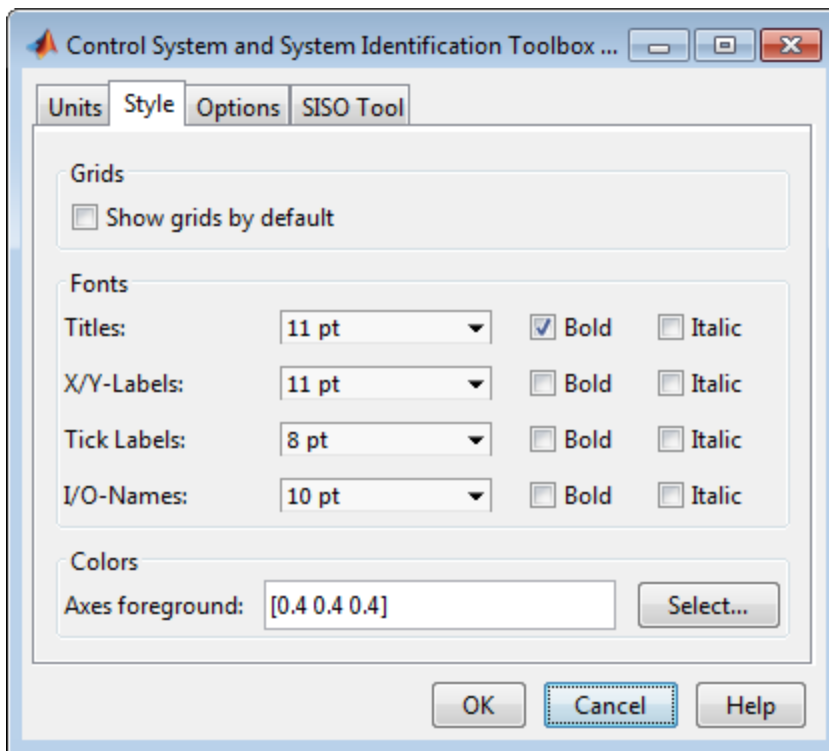 Control System and System Identification Toolbox ...
Units Style Options SISO Tool
Grids
Show grids by default
Fonts
Titles: 11 pt Bold Italic
X/Y-Labels: 11 pt Bold Italic
Tick Labels: 8 pt Bold Italic
I/O-Names: 10 pt Bold Italic
Colors
Axes foreground: [0.4 0.4 0.4] Select...
OK Cancel Help